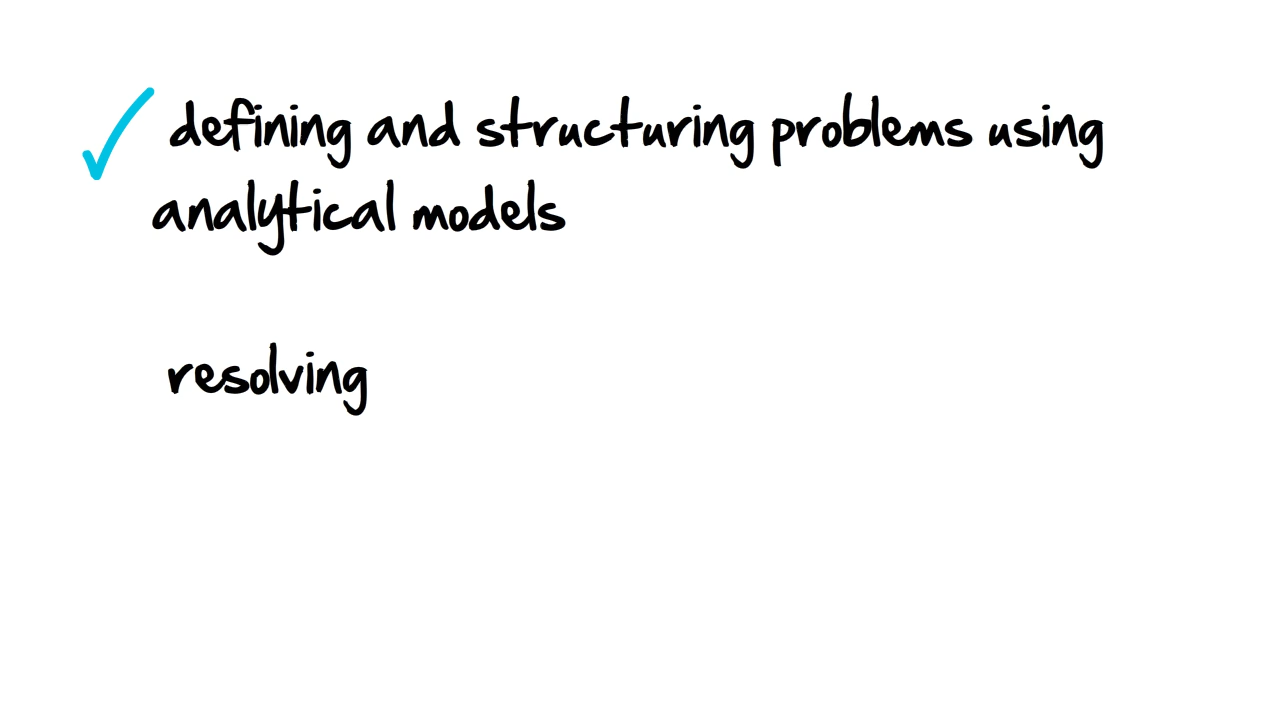 defining and structuring problems using
analytical models
resolving